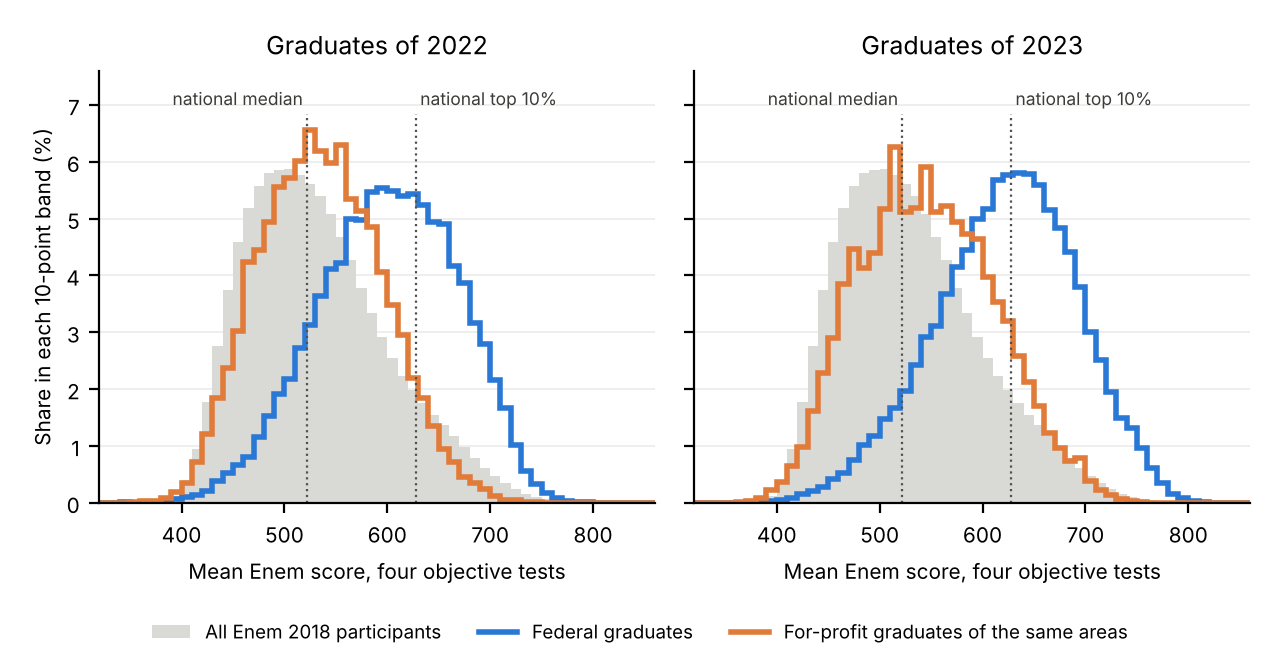 Graduates of 2022
Graduates of 2023
national median
national top 10%
national median
national top 10%
7
6
5
4
3
2
1
0
Share in each 10-point band (%)
400
500
600
700
800
400
500
600
700
800
Mean Enem score, four objective tests
Mean Enem score, four objective tests
All Enem 2018 participants
Federal graduates
For-profit graduates of the same areas